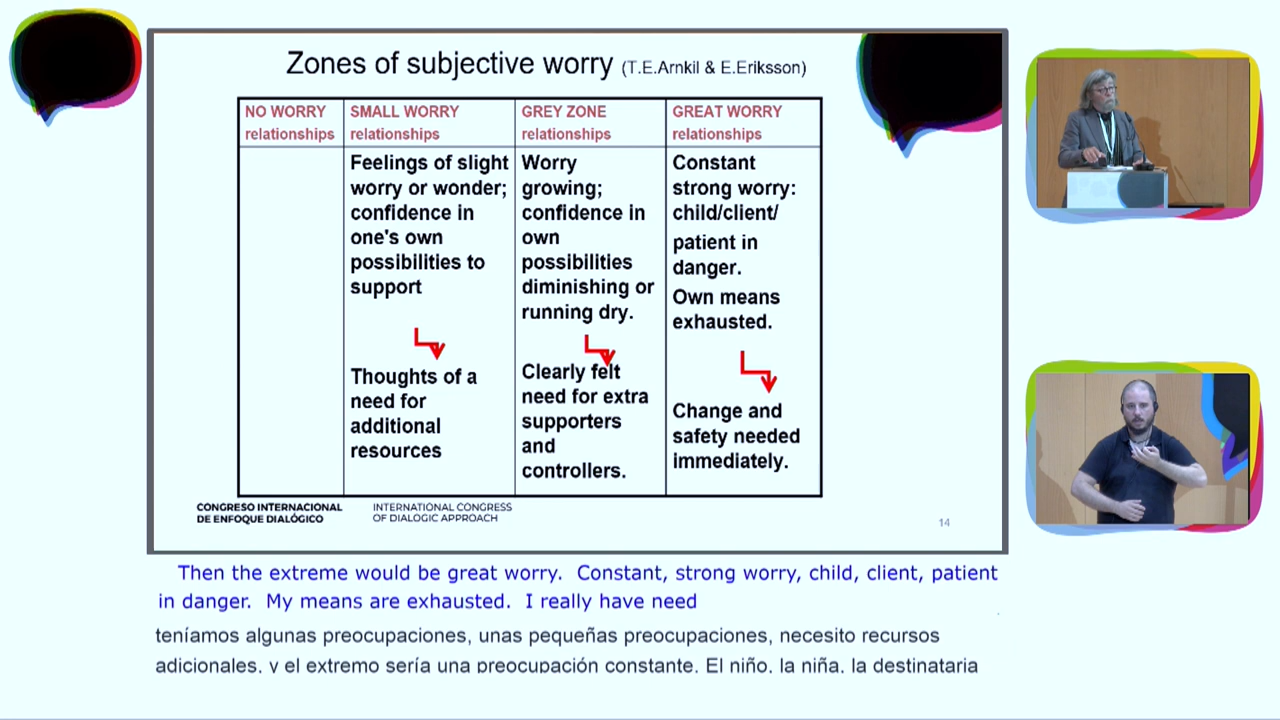 Zones of subjective worry (T.E.Arnkil & E.Eriksson)
NO WORRY
relationships
SMALL WORRY
relationships
GREY ZONE
relationships
GREAT WORRY
relationships
Feelings of slight
worry or wonder;
confidence in
one's own
possibilities to
support
Thoughts of a
need for
additional
resources
Worry
growing;
confidence in
own
possibilities
diminishing or
running dry.
Clearly felt
need for extra
supporters
and
controllers.
Constant
strong worry:
child/client/
patient in
danger.
Own means
exhausted.
Change and
safety needed
immediately.
CONGRESO INTERNACIONAL
DE ENFOQUE DIALÓGICO
INTERNATIONAL CONGRESS
OF DIALOGIC APPROACH
14
Then the extreme would be great worry. Constant, strong worry, child, client, patient
in danger. My means are exhausted. I really have need
teníamos algunas preocupaciones, unas pequeñas preocupaciones, necesito recursos
adicionales, y el extremo sería una preocupación constante. El niño, la niña, la destinataria